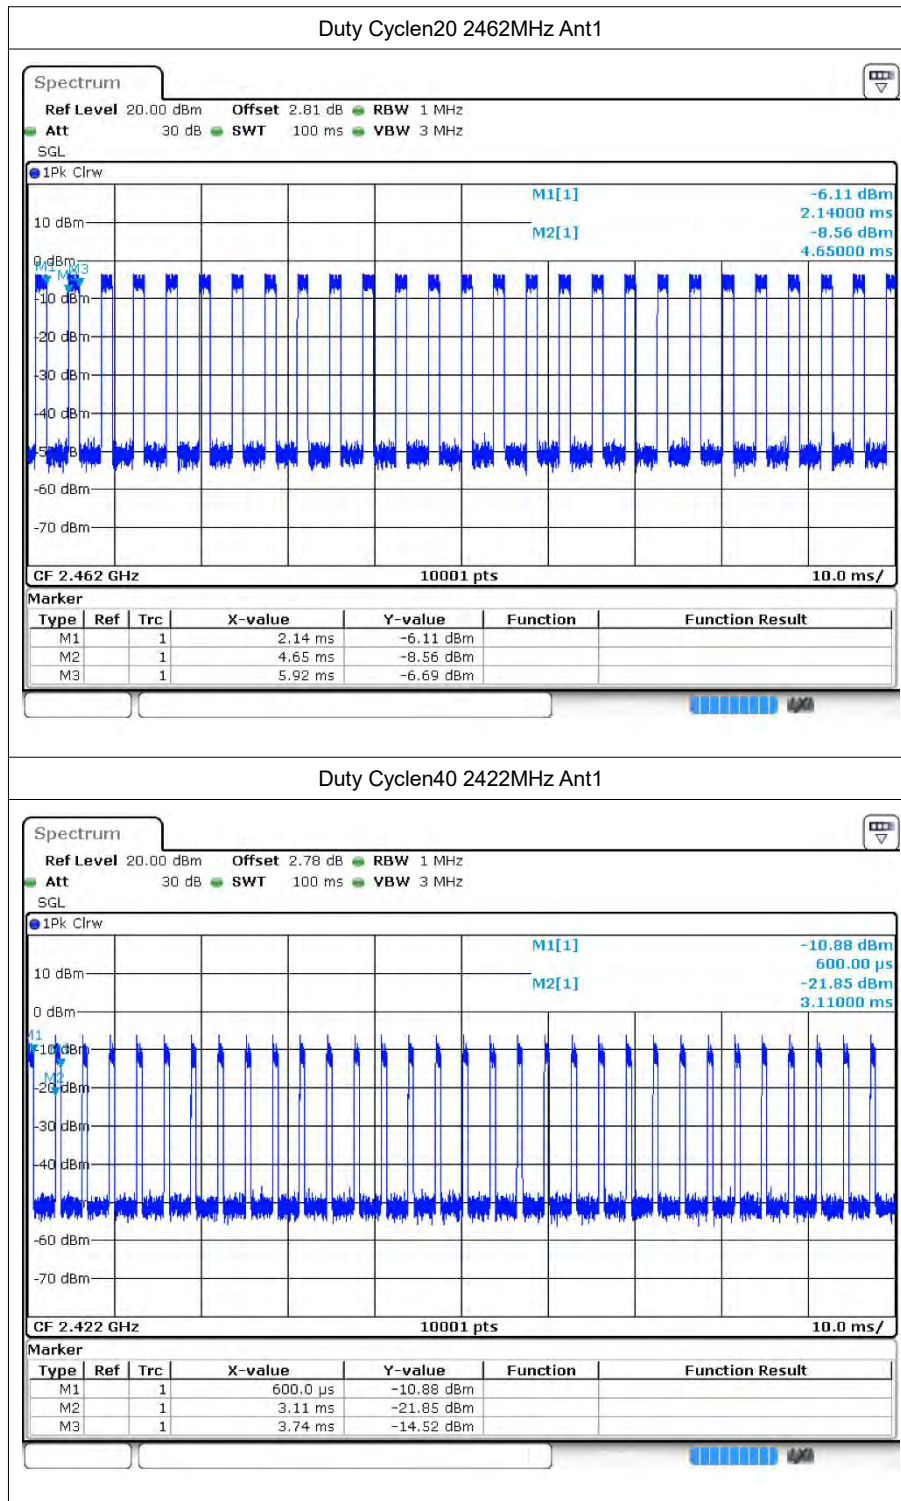 Duty Cyclen20 2462MHz Ant1
Spectrum
Ref Level 20.00 dBm Offset 2.81 dB RBW 1 MHz
Att 30 dB SWT 100 ms VBW 3 MHz
SGL
1Pk Clrw
M1[1] -6.11 dBm
2.14000 ms
10 dBm
M2[1] -8.56 dBm
4.65000 ms
0 dBm
M1 M3
-10 dBm
-20 dBm
-30 dBm
-40 dBm
-60 dBm
-70 dBm
CF 2.462 GHz 10001 pts 10.0 ms/
Marker
Type Ref Trc X-value Y-value Function Function Result
M1 1 2.14 ms -6.11 dBm
M2 1 4.65 ms -8.56 dBm
M3 1 5.92 ms -6.69 dBm
Duty Cyclen40 2422MHz Ant1
Spectrum
Ref Level 20.00 dBm Offset 2.78 dB RBW 1 MHz
Att 30 dB SWT 100 ms VBW 3 MHz
SGL
1Pk Clrw
M1[1] -10.88 dBm
600.00 µs
10 dBm
M2[1] -21.85 dBm
3.11000 ms
0 dBm
M1
-10 dBm
M2
-20 dBm
-30 dBm
-40 dBm
-60 dBm
-70 dBm
CF 2.422 GHz 10001 pts 10.0 ms/
Marker
Type Ref Trc X-value Y-value Function Function Result
M1 1 600.0 µs -10.88 dBm
M2 1 3.11 ms -21.85 dBm
M3 1 3.74 ms -14.52 dBm